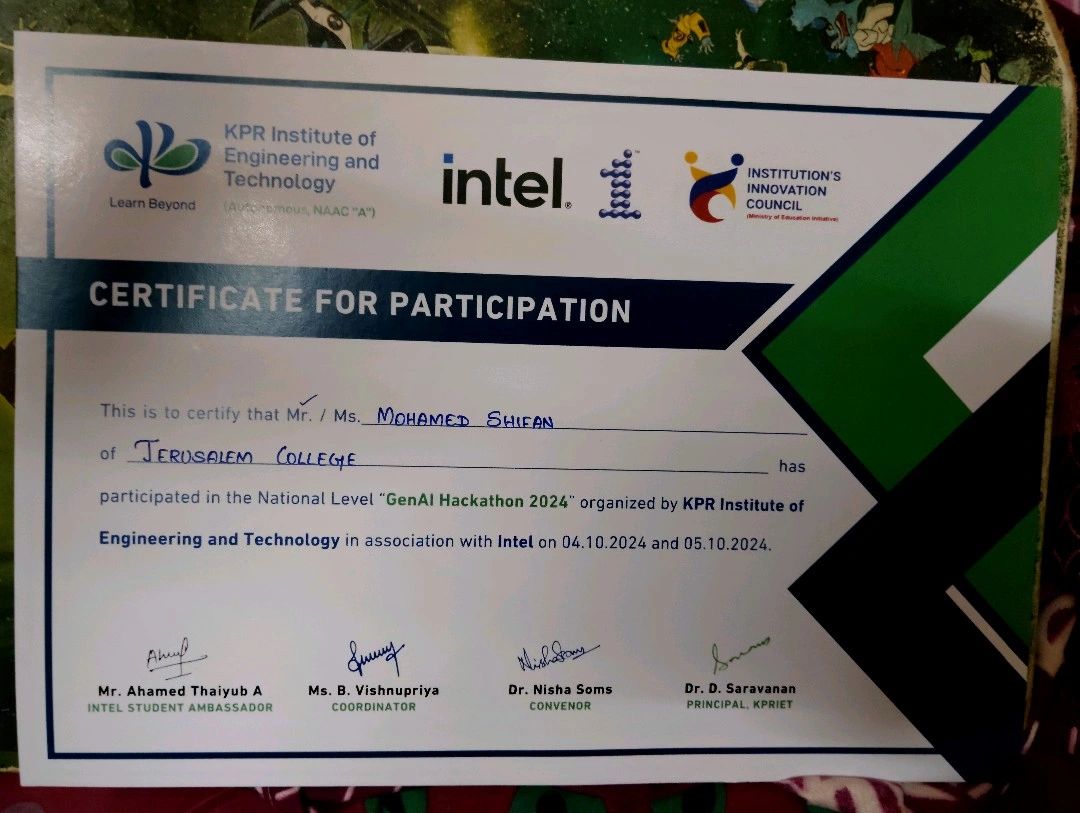 KPR Institute of
Engineering and
Technology
(Autonomous, NAAC "A")
Learn Beyond
intel®
1™
INSTITUTION'S
INNOVATION
COUNCIL
(Ministry of Education Initiative)
CERTIFICATE FOR PARTICIPATION
This is to certify that Mr. / Ms. MOHAMED SHIFAN
of JERUSALEM COLLEGE has
participated in the National Level "GenAI Hackathon 2024" organized by KPR Institute of
Engineering and Technology in association with Intel on 04.10.2024 and 05.10.2024.
Nisha Soms
Mr. Ahamed Thaiyub A
INTEL STUDENT AMBASSADOR
Ms. B. Vishnupriya
COORDINATOR
Dr. Nisha Soms
CONVENOR
Dr. D. Saravanan
PRINCIPAL, KPRIET